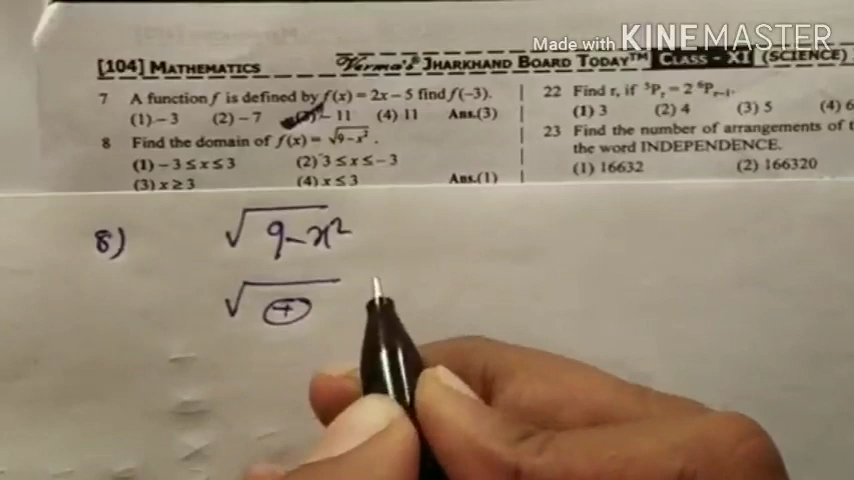 Made with KINEMASTER
[104] MATHEMATICS Verma's JHARKHAND BOARD TODAY™ CLASS - XI (SCIENCE)
7 A function f is defined by f(x) = 2x – 5 find f(–3).
(1) – 3 (2) – 7 (3) – 11 (4) 11 Ans.(3)
8 Find the domain of f(x) = √9–x² .
(1) – 3 ≤ x ≤ 3 (2) 3 ≤ x ≤ – 3
(3) x ≥ 3 (4) x ≤ 3 Ans.(1)
22 Find r, if ⁵Pᵣ = 2 ⁶Pᵣ₋₁.
(1) 3 (2) 4 (3) 5 (4) 6
23 Find the number of arrangements of
the word INDEPENDENCE.
(1) 16632 (2) 166320
8) √9–x²
√+